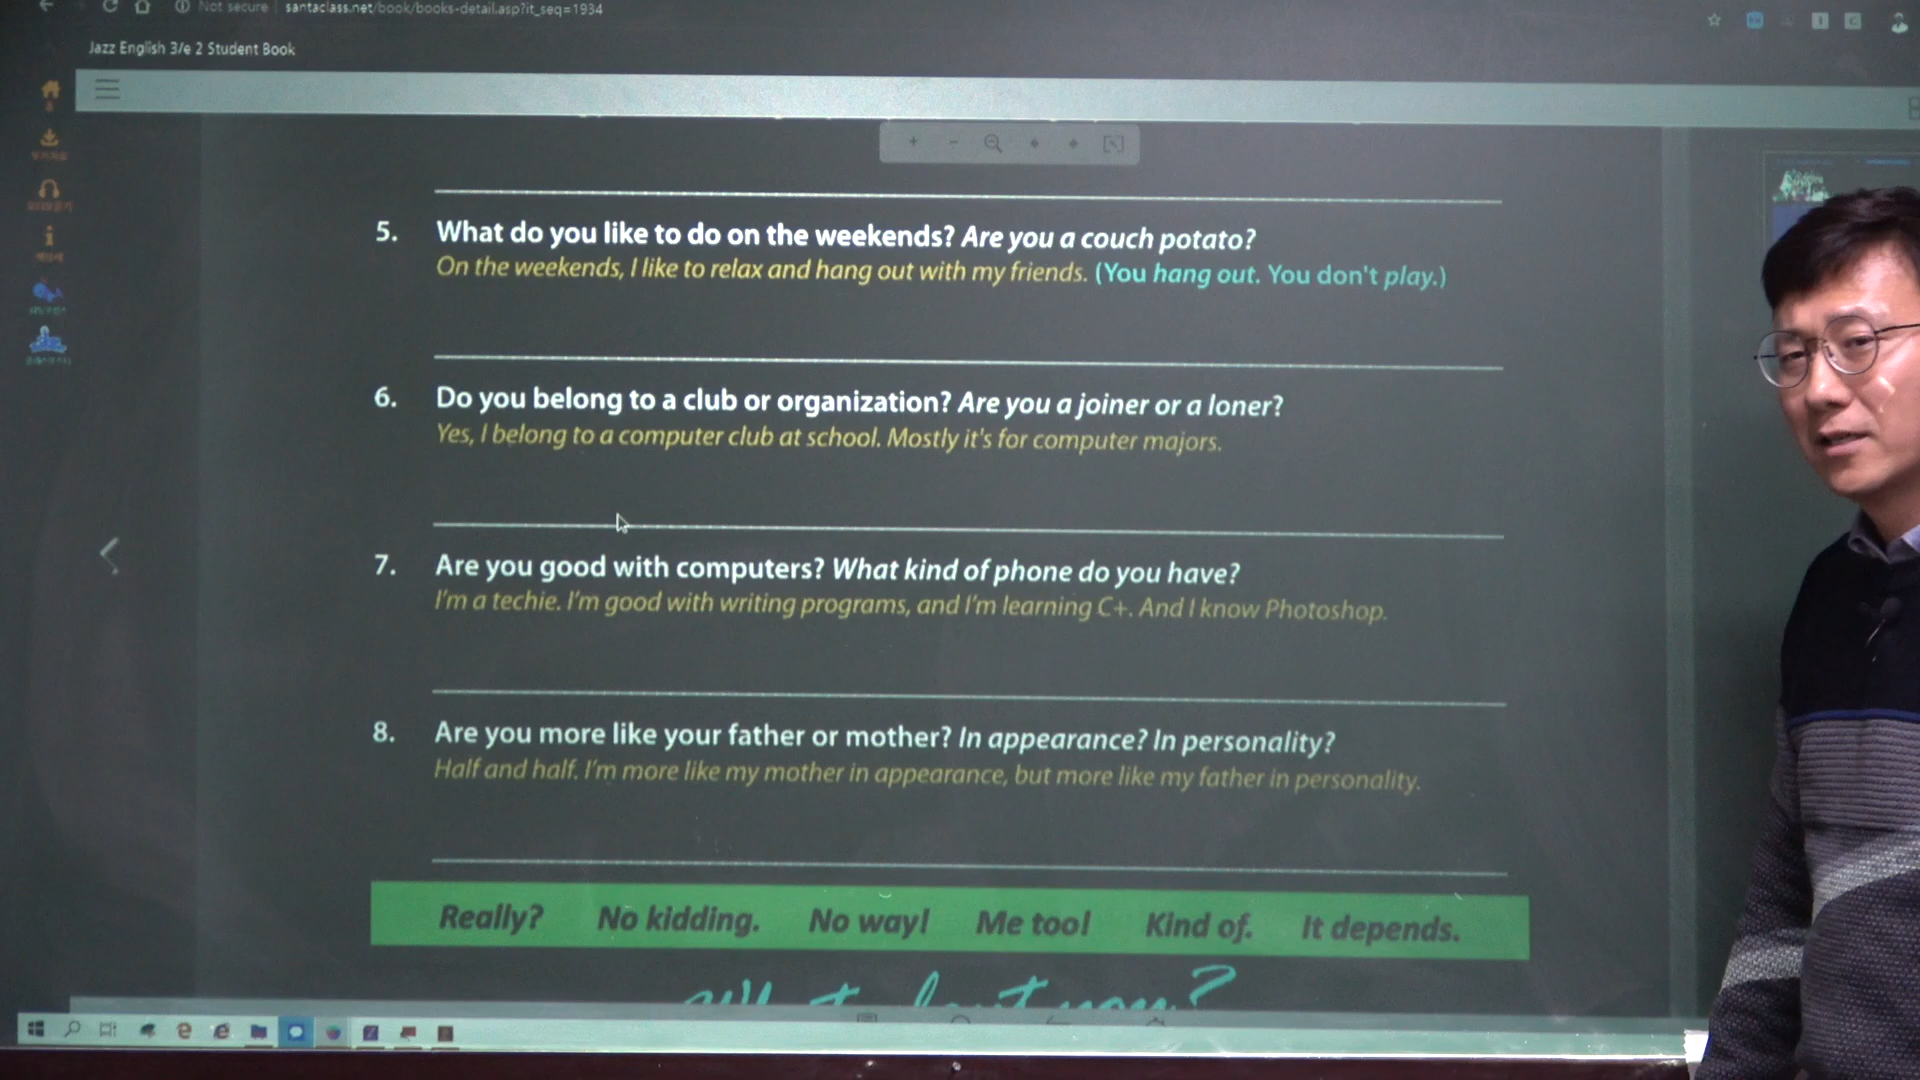 Not secure | santaclass.net/book/books-detail.asp?it_seq=1934
Jazz English 3/e 2 Student Book
5. What do you like to do on the weekends? Are you a couch potato?
On the weekends, I like to relax and hang out with my friends. (You hang out. You don't play.)
6. Do you belong to a club or organization? Are you a joiner or a loner?
Yes, I belong to a computer club at school. Mostly it's for computer majors.
7. Are you good with computers? What kind of phone do you have?
I'm a techie. I'm good with writing programs, and I'm learning C+. And I know Photoshop.
8. Are you more like your father or mother? In appearance? In personality?
Half and half. I'm more like my mother in appearance, but more like my father in personality.
Really? No kidding. No way! Me too! Kind of. It depends.
What about you?